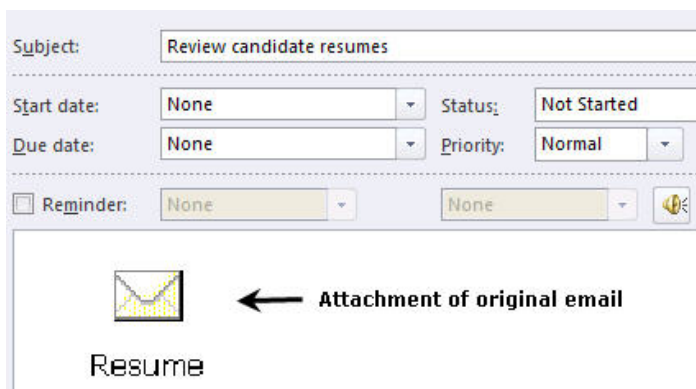 Subject: Review candidate resumes
Start date: None Status: Not Started
Due date: None Priority: Normal
Reminder: None None
Attachment of original email
Resume